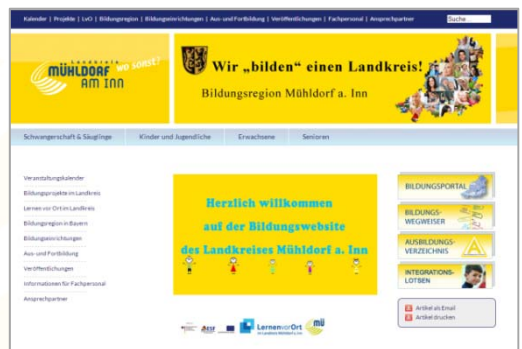 Kalender | Projekte | LvO | Bildungsregion | Bildungseinrichtungen | Aus- und Fortbildung | Veröffentlichungen | Fachpersonal | Ansprechpartner
Suche...
Landkreis
MÜHLDORF
AM INN
wo sonst?
Wir „bilden“ einen Landkreis!
Bildungsregion Mühldorf a. Inn
Schwangerschaft & Säuglinge
Kinder und Jugendliche
Erwachsene
Senioren
Veranstaltungskalender
Bildungsprojekte im Landkreis
Lernen vor Ort im Landkreis
Bildungsregion in Bayern
Bildungseinrichtungen
Aus- und Fortbildung
Veröffentlichungen
Informationen für Fachpersonal
Ansprechpartner
Herzlich willkommen
auf der Bildungswebsite
des Landkreises Mühldorf a. Inn
BILDUNGSPORTAL
BILDUNGS-
WEGWEISER
AUSBILDUNGS-
VERZEICHNIS
INTEGRATIONS-
LOTSEN
Artikel als Email
Artikel drucken
ESF
LernenvorOrt
mü